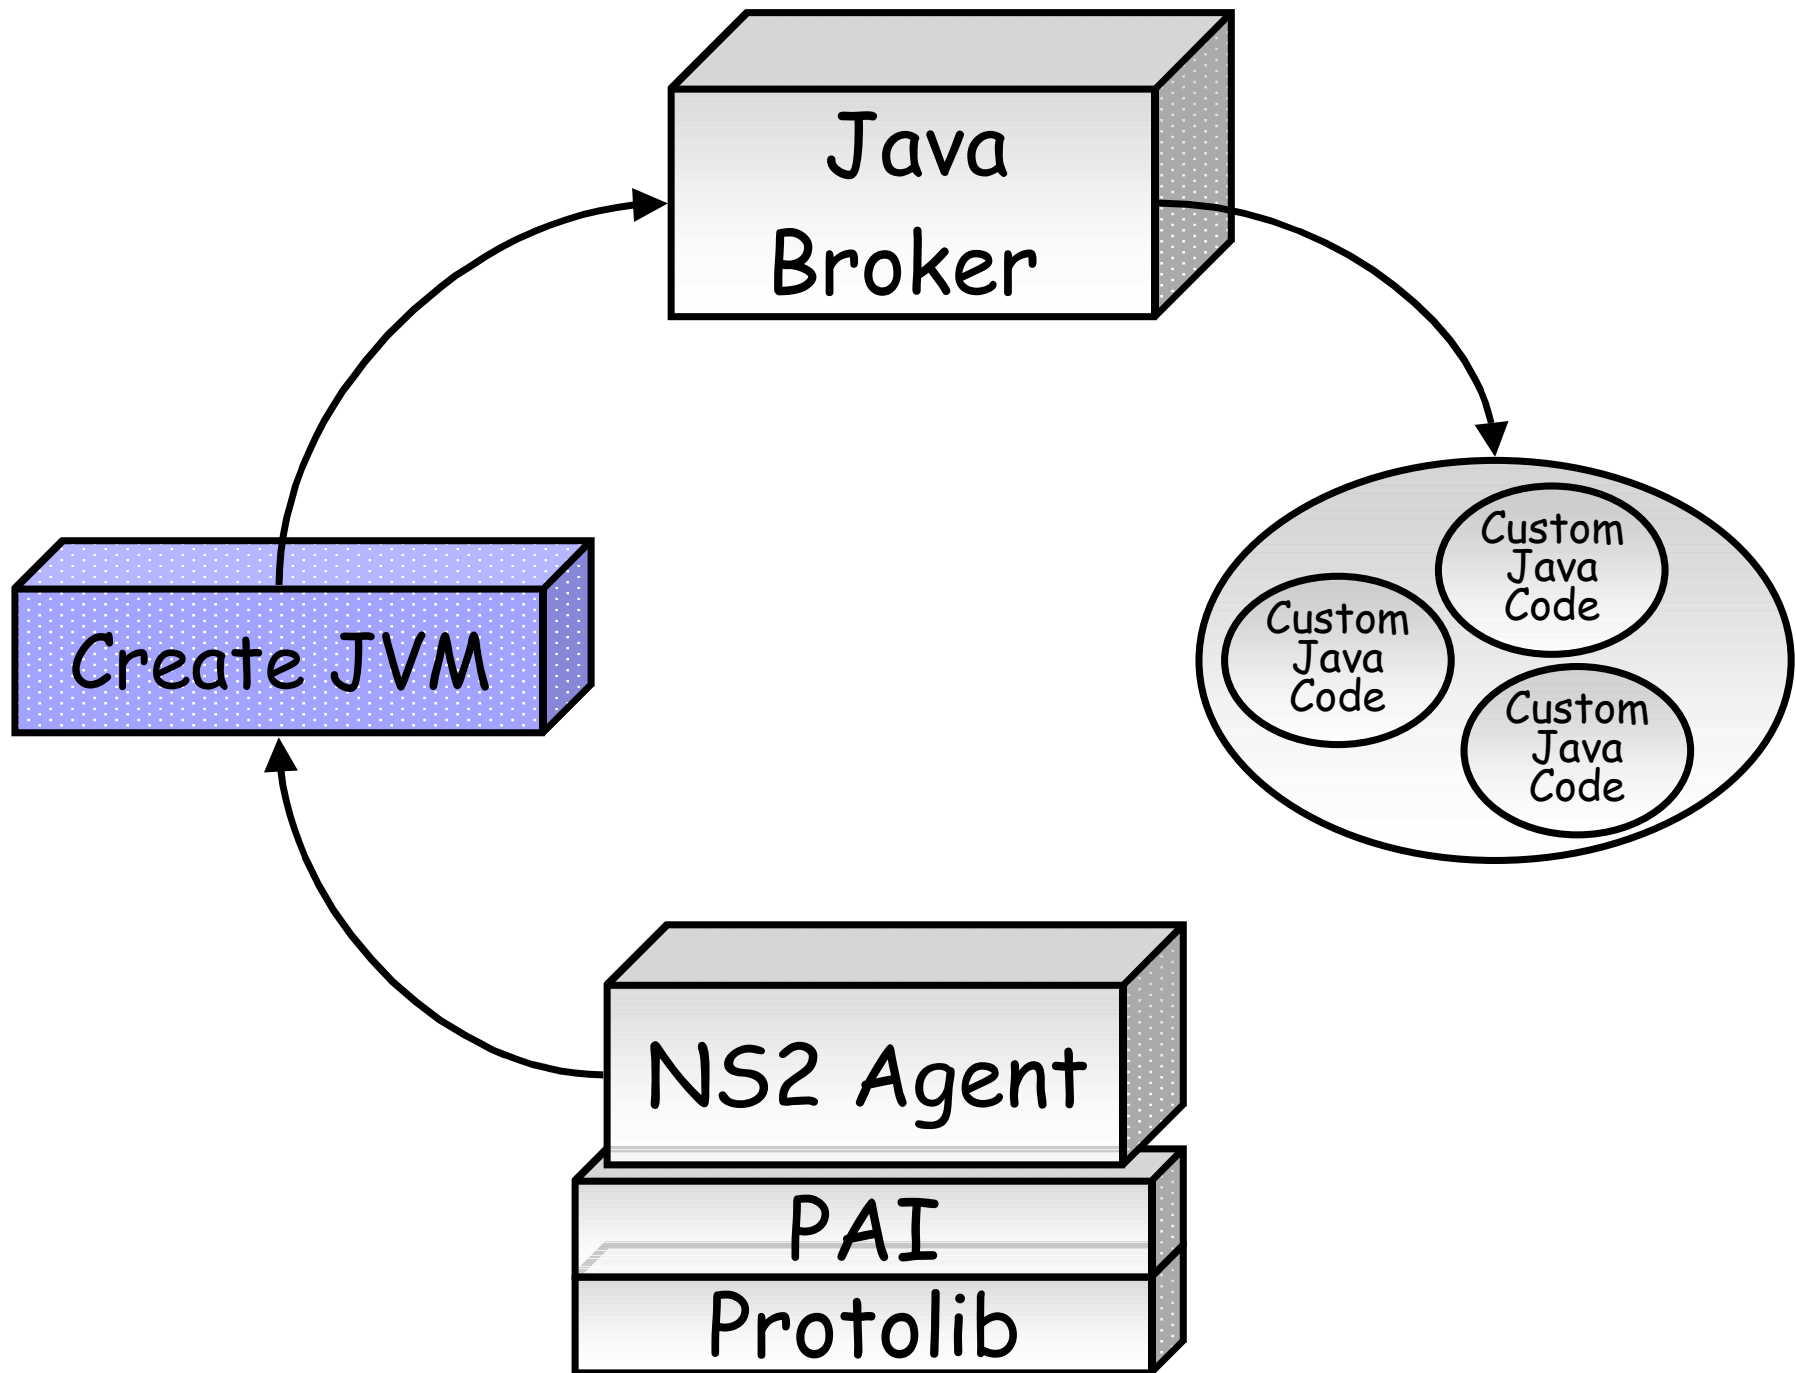 Java
Broker
Custom
Java
Code
Custom
Java
Code
Create JVM
Custom
Java
Code
NS2 Agent
PAI
Protolib